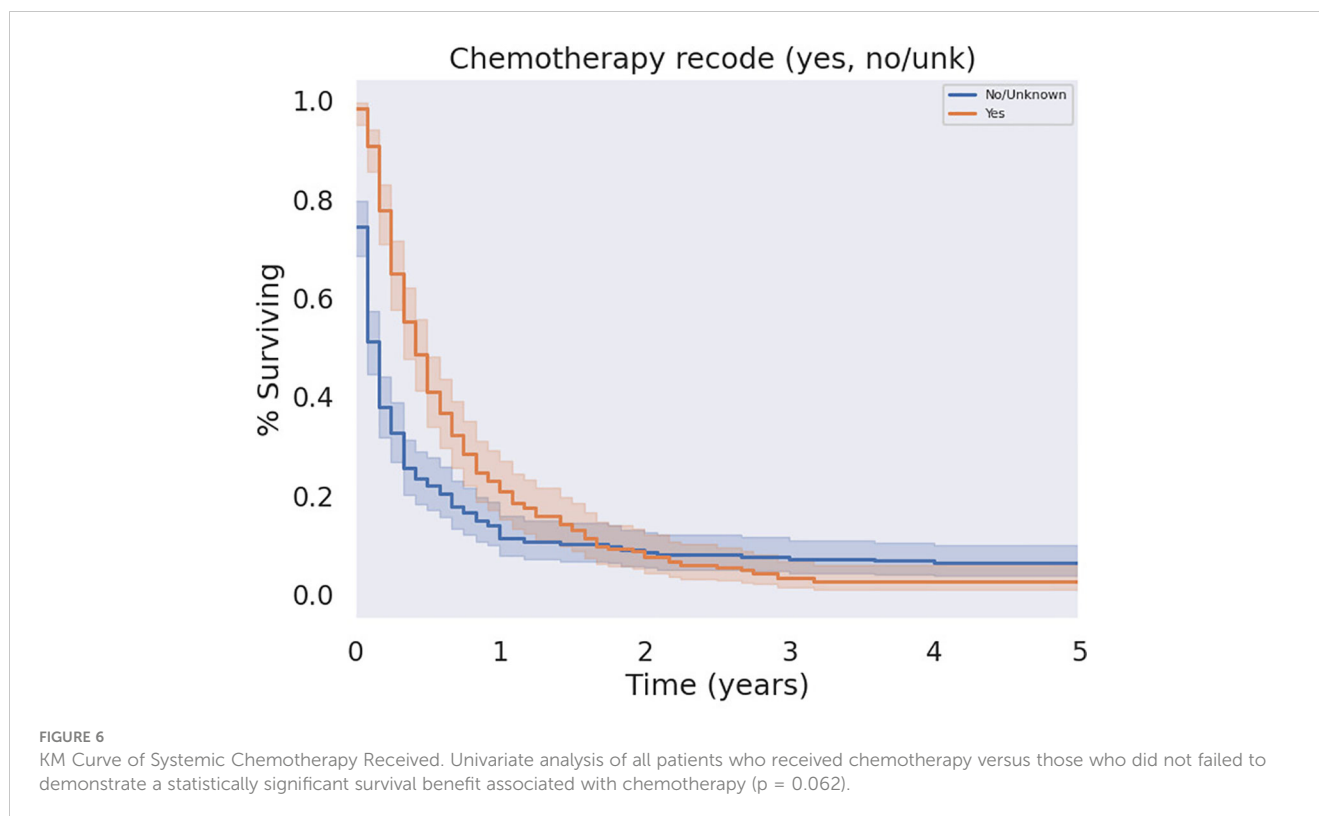 Chemotherapy recode (yes, no/unk)
No/Unknown
Yes
1.0
0.8
0.6
0.4
0.2
0.0
% Surviving
0 1 2 3 4 5
Time (years)
FIGURE 6
KM Curve of Systemic Chemotherapy Received. Univariate analysis of all patients who received chemotherapy versus those who did not failed to
demonstrate a statistically significant survival benefit associated with chemotherapy (p = 0.062).